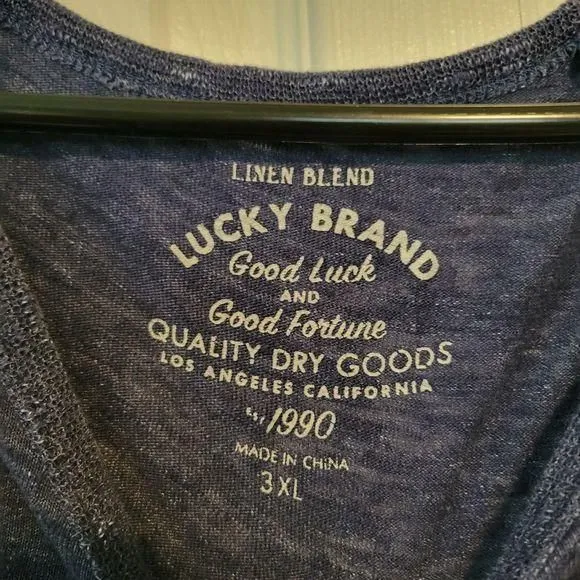 LINEN BLEND
LUCKY BRAND
Good Luck
AND
Good Fortune
QUALITY DRY GOODS
LOS ANGELES CALIFORNIA
Est. 1990
MADE IN CHINA
3XL